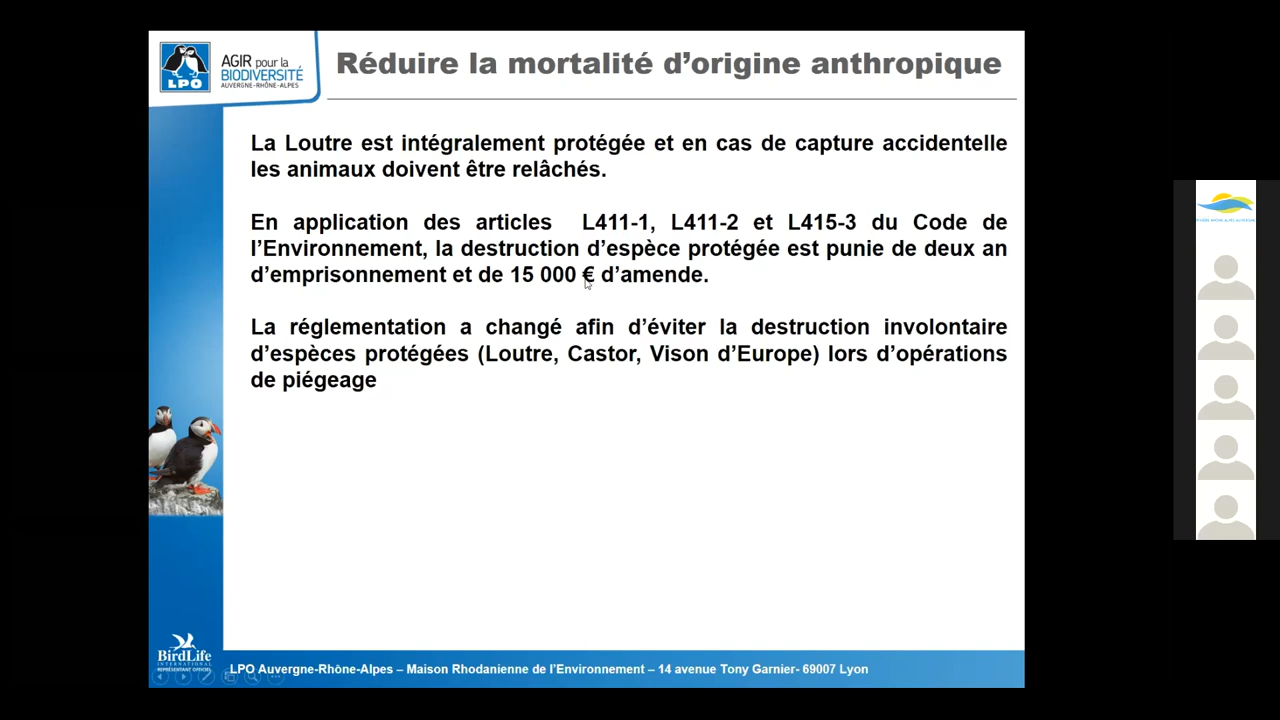 LPO
AGIR pour la
BIODIVERSITÉ
AUVERGNE-RHÔNE-ALPES
Réduire la mortalité d’origine anthropique
La Loutre est intégralement protégée et en cas de capture accidentelle
les animaux doivent être relâchés.
En application des articles L411-1, L411-2 et L415-3 du Code de
l’Environnement, la destruction d’espèce protégée est punie de deux an
d’emprisonnement et de 15 000 € d’amende.
La réglementation a changé afin d’éviter la destruction involontaire
d’espèces protégées (Loutre, Castor, Vison d’Europe) lors d’opérations
de piégeage
BirdLife
INTERNATIONAL
REPRÉSENTANT OFFICIEL
LPO Auvergne-Rhône-Alpes – Maison Rhodanienne de l’Environnement – 14 avenue Tony Garnier- 69007 Lyon